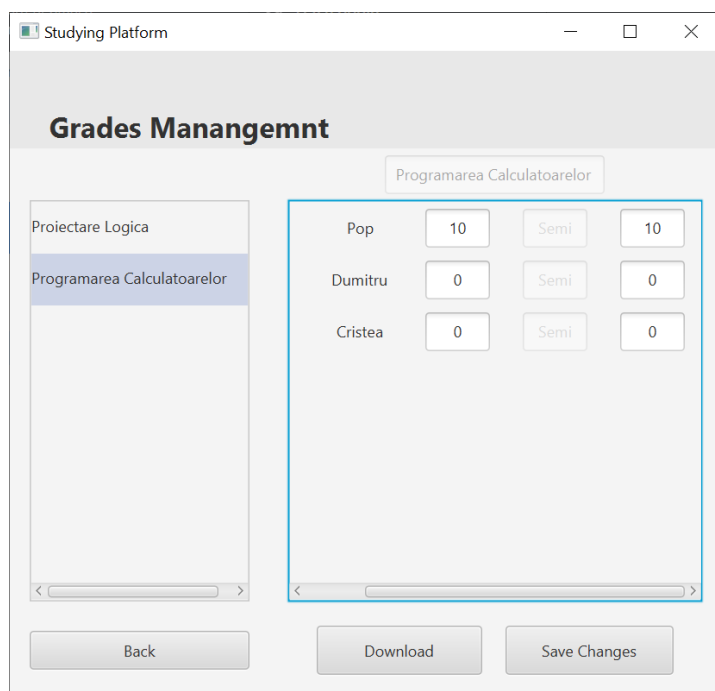 Studying Platform
Grades Manangemnt
Programarea Calculatoarelor
Proiectare Logica
Programarea Calculatoarelor
Pop 10 Semi 10
Dumitru 0 Semi 0
Cristea 0 Semi 0
Back
Download
Save Changes